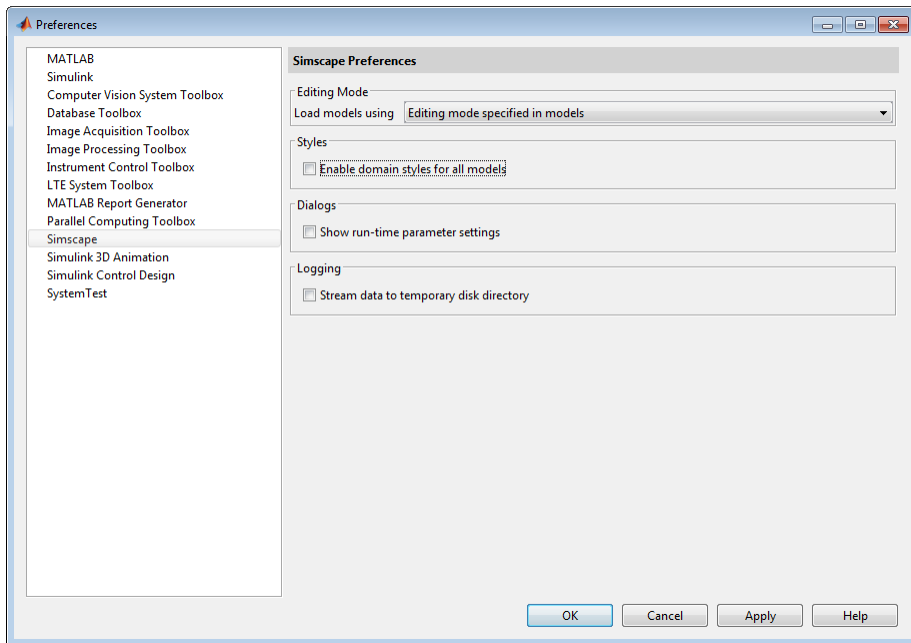 Preferences
MATLAB
Simulink
Computer Vision System Toolbox
Database Toolbox
Image Acquisition Toolbox
Image Processing Toolbox
Instrument Control Toolbox
LTE System Toolbox
MATLAB Report Generator
Parallel Computing Toolbox
Simscape
Simulink 3D Animation
Simulink Control Design
SystemTest
Simscape Preferences
Editing Mode
Load models using Editing mode specified in models
Styles
Enable domain styles for all models
Dialogs
Show run-time parameter settings
Logging
Stream data to temporary disk directory
OK Cancel Apply Help